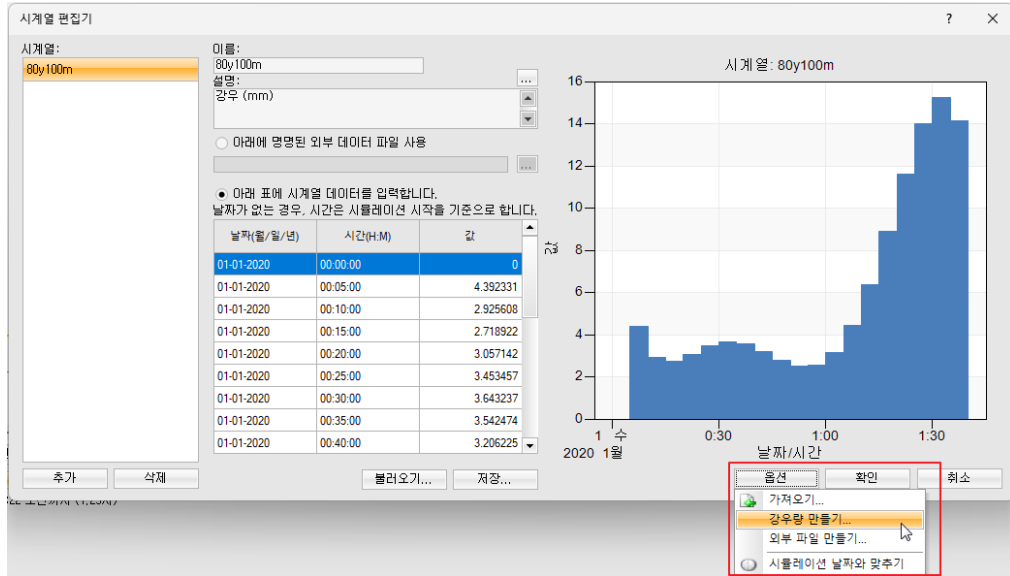 시계열 편집기
?
시계열:
80y100m
이름:
80y100m
설명:
...
강우 (mm)
아래에 명명된 외부 데이터 파일 사용
...
아래 표에 시계열 데이터를 입력합니다.
날짜가 없는 경우, 시간은 시뮬레이션 시작을 기준으로 합니다.
날짜(월/일/년) 시간(H:M) 값
01-01-2020 00:00:00 0
01-01-2020 00:05:00 4.392331
01-01-2020 00:10:00 2.925608
01-01-2020 00:15:00 2.718922
01-01-2020 00:20:00 3.057142
01-01-2020 00:25:00 3.453457
01-01-2020 00:30:00 3.643237
01-01-2020 00:35:00 3.542474
01-01-2020 00:40:00 3.206225
추가 삭제 불러오기... 저장...
시계열: 80y100m
16
14
12
10
8
6
4
2
0
값
1 수 0:30 1:00 1:30
2020 1월
날짜/시간
옵션 확인 취소
가져오기...
강우량 만들기...
외부 파일 만들기...
시뮬레이션 날짜와 맞추기